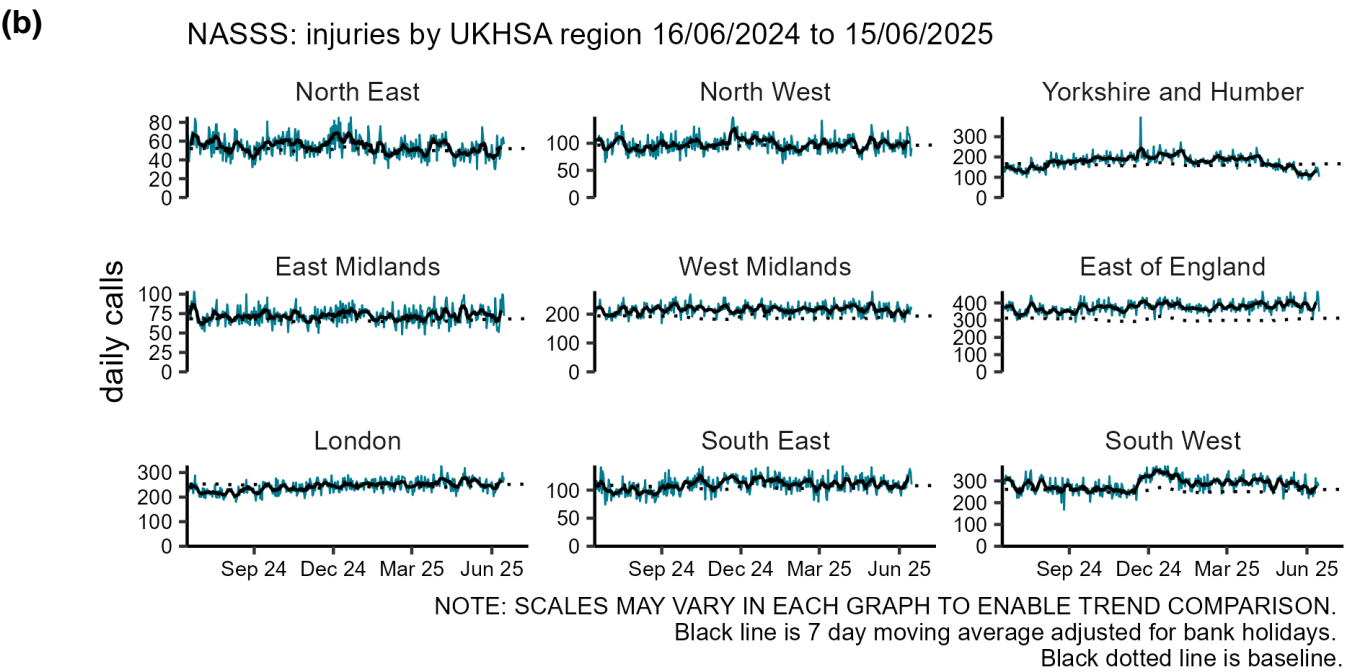 (b)
NASSS: injuries by UKHSA region 16/06/2024 to 15/06/2025
North East
80
60
40
20
0
North West
100
50
0
Yorkshire and Humber
300
200
100
0
daily calls
East Midlands
100
75
50
25
0
West Midlands
200
100
0
East of England
400
300
200
100
0
London
300
200
100
0
Sep 24 Dec 24 Mar 25 Jun 25
South East
100
50
0
Sep 24 Dec 24 Mar 25 Jun 25
South West
300
200
100
0
Sep 24 Dec 24 Mar 25 Jun 25
NOTE: SCALES MAY VARY IN EACH GRAPH TO ENABLE TREND COMPARISON.
Black line is 7 day moving average adjusted for bank holidays.
Black dotted line is baseline.